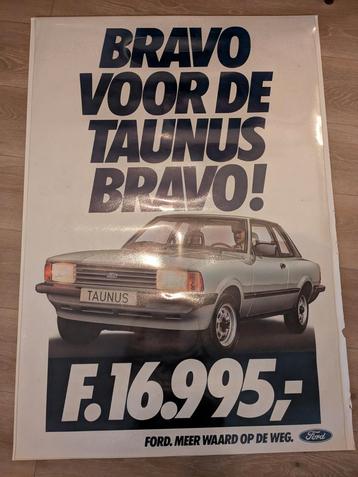 BRAVO
VOOR DE
TAUNUS
BRAVO!
TAUNUS
F.16.995,-
FORD. MEER WAARD OP DE WEG.
Ford